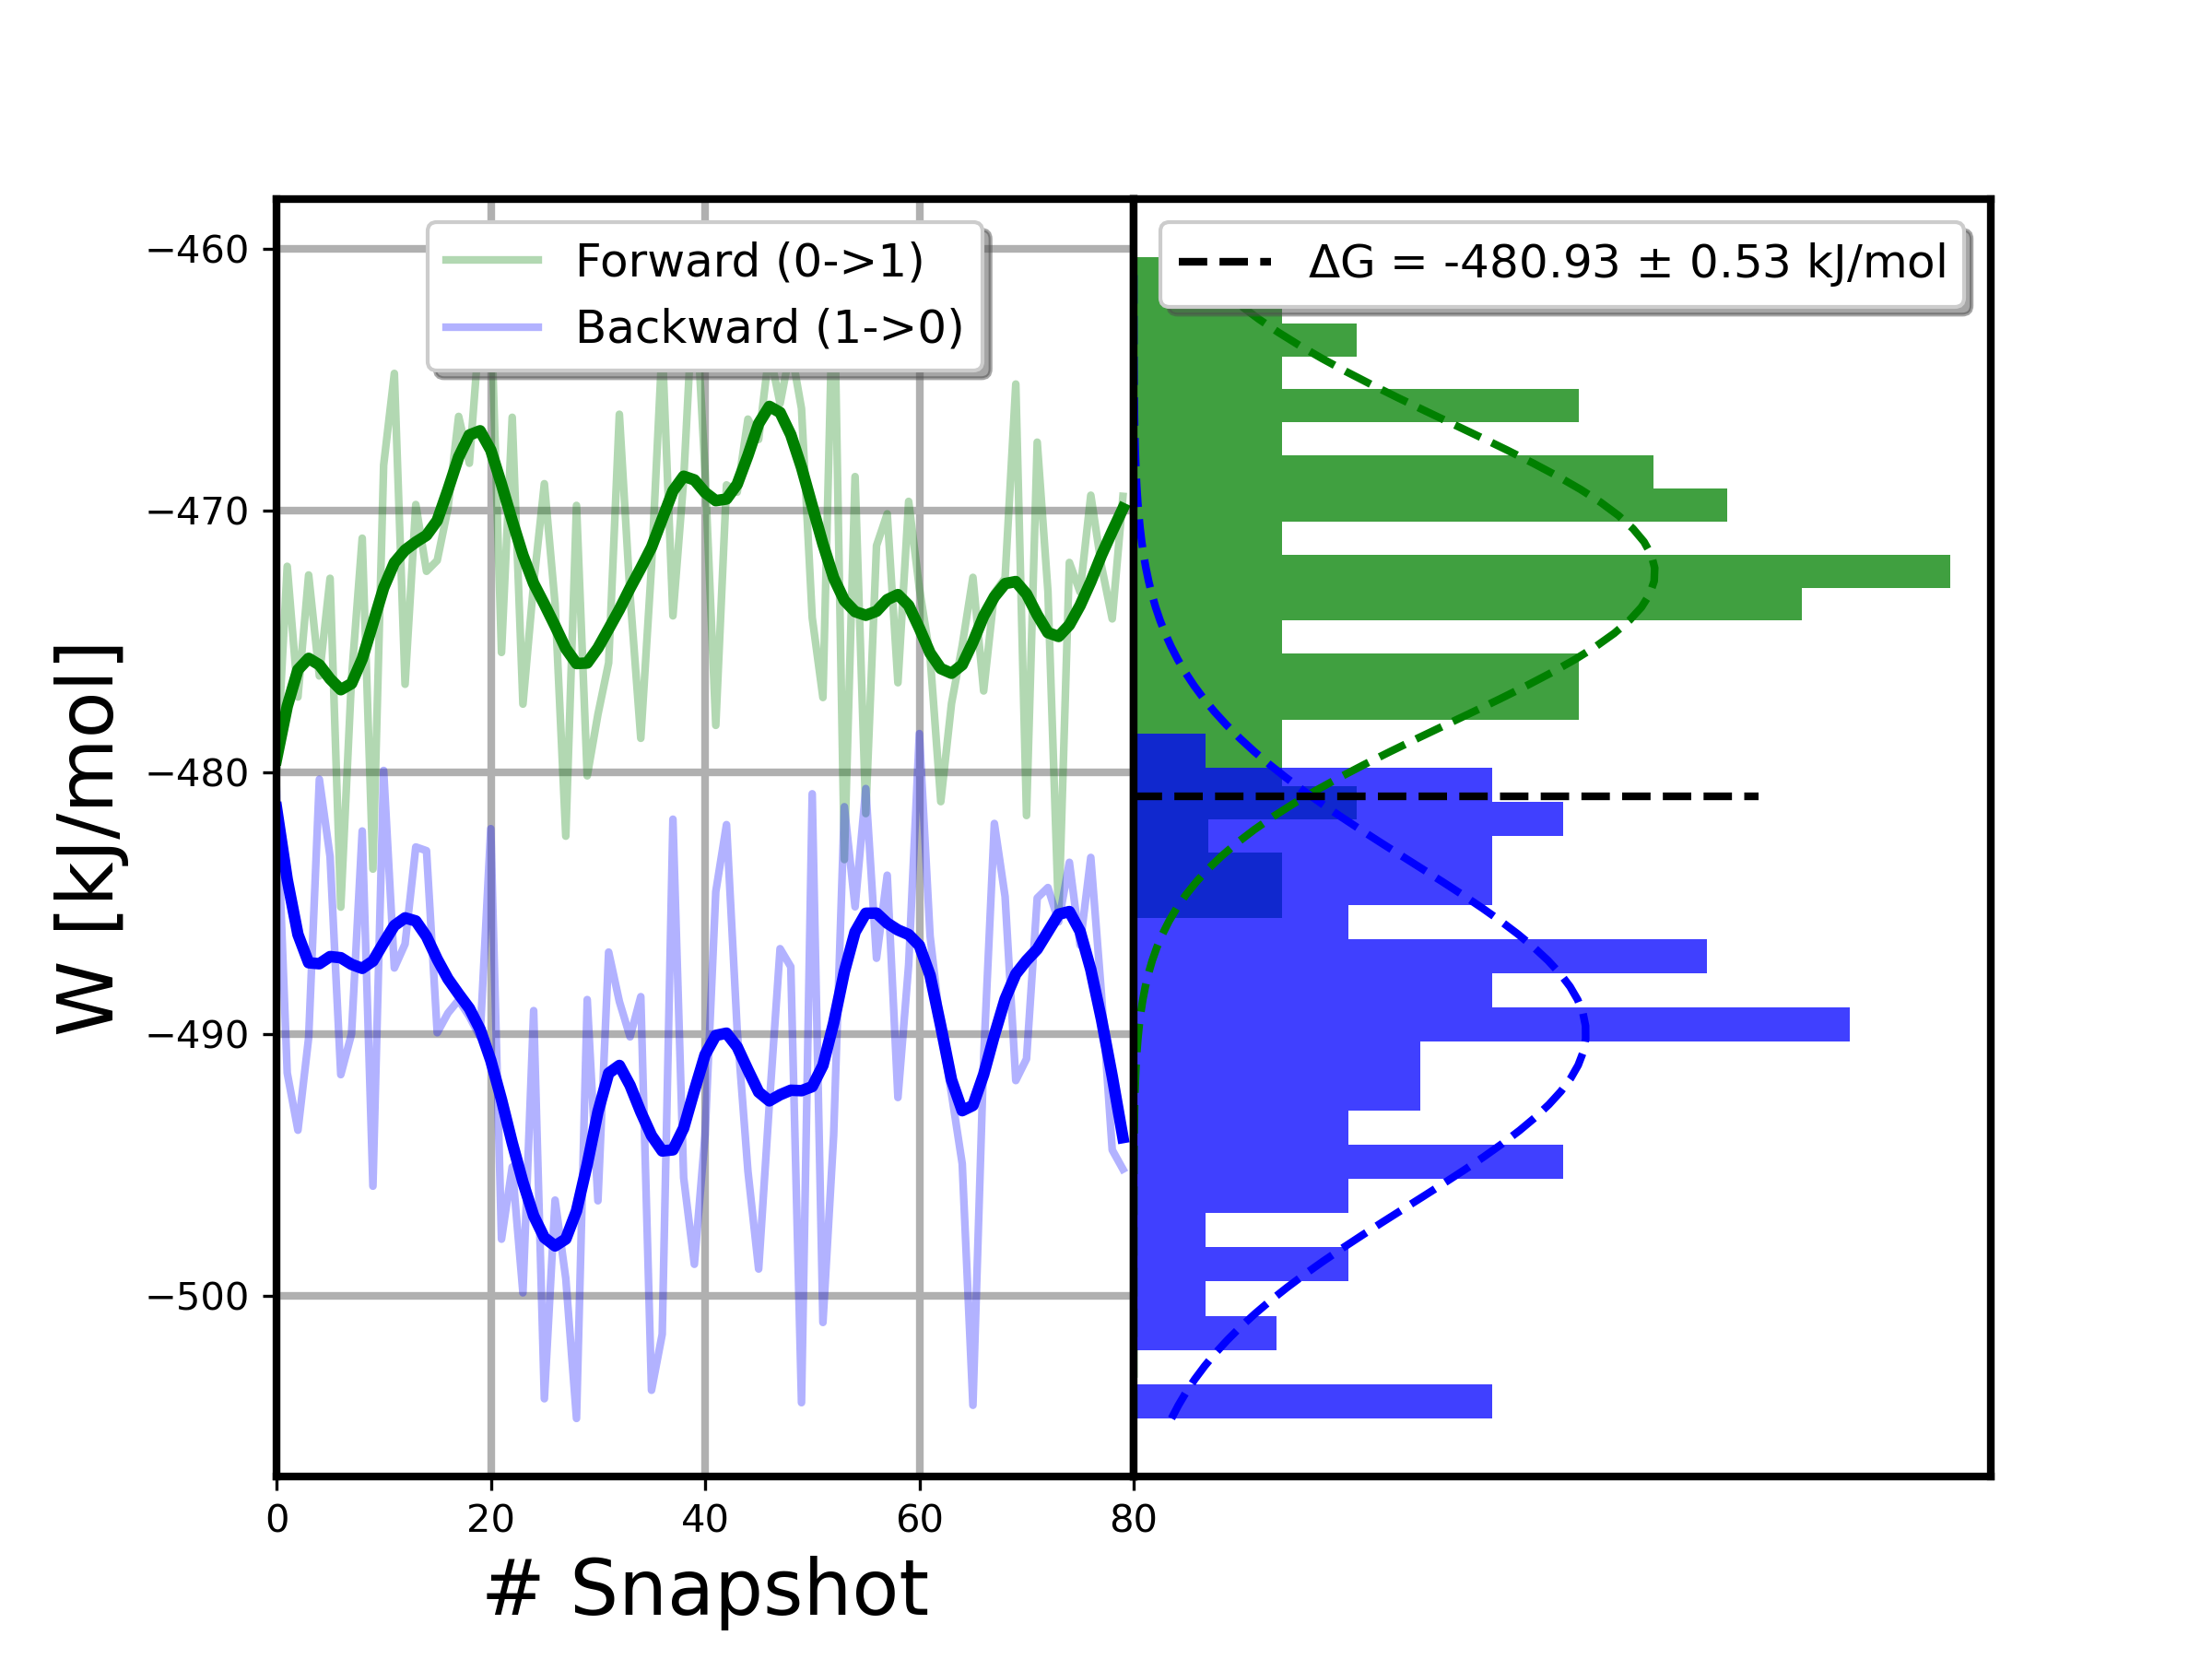 Forward (0->1)
Backward (1->0)
ΔG = -480.93 ± 0.53 kJ/mol
−460
−470
−480
−490
−500
W [kJ/mol]
0 20 40 60 80
# Snapshot